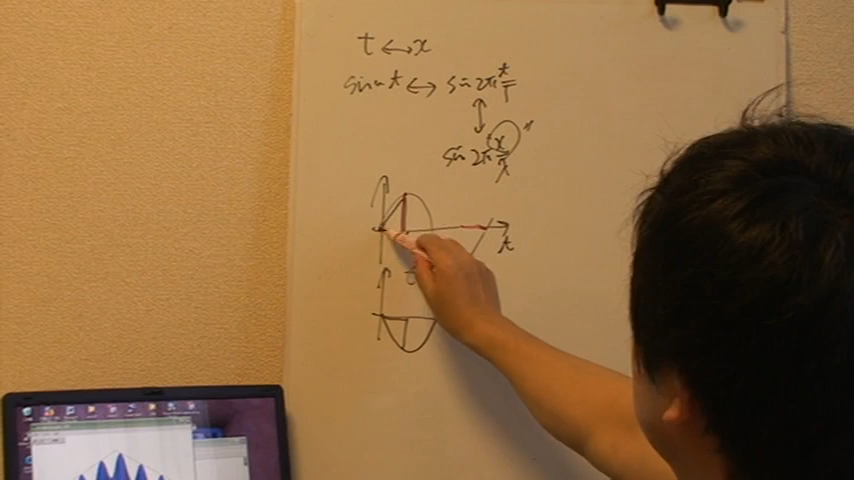 t ↔ x
sin t ↔ sin 2π t/T
↕
sin 2π x/λ
t